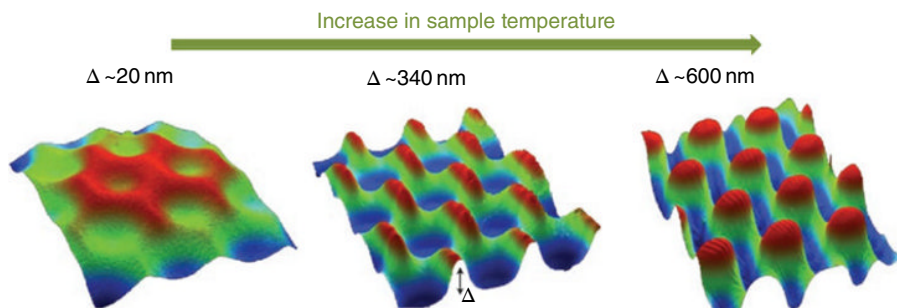 Increase in sample temperature
Δ ~20 nm
Δ ~340 nm
Δ ~600 nm
Δ